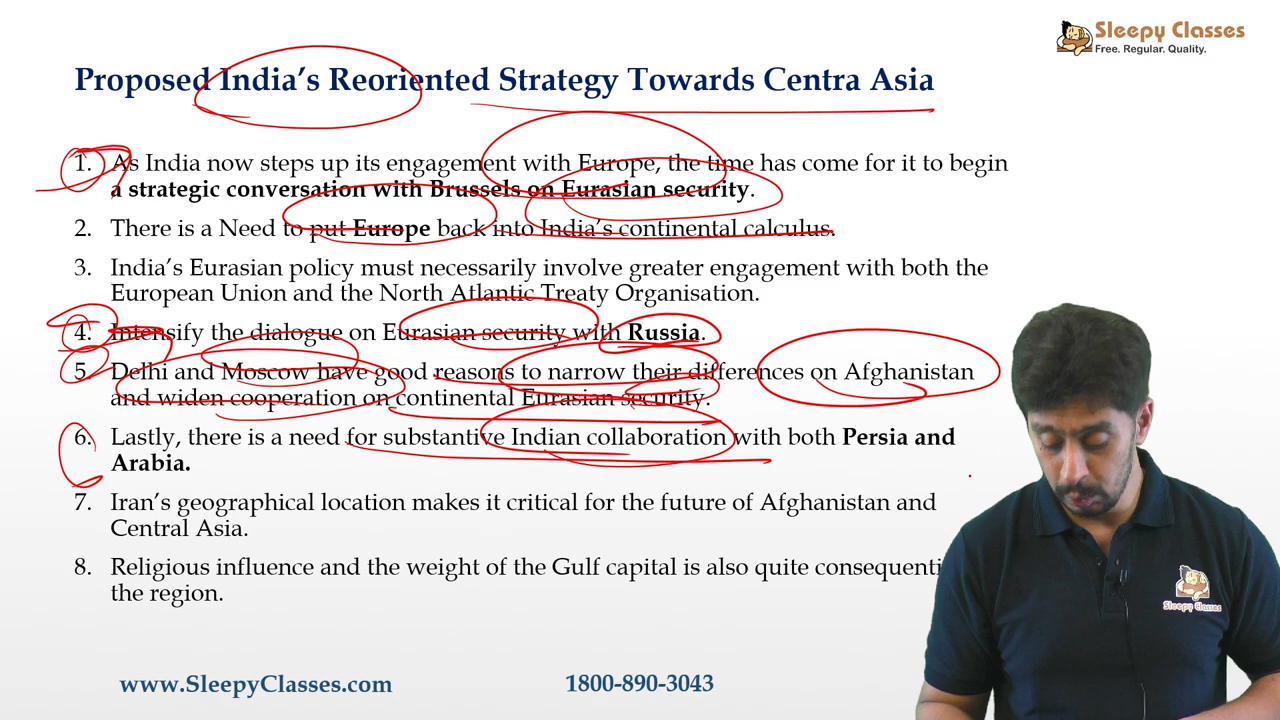 Sleepy Classes
Free. Regular. Quality.
Proposed India's Reoriented Strategy Towards Centra Asia
1. As India now steps up its engagement with Europe, the time has come for it to begin
a strategic conversation with Brussels on Eurasian security.
2. There is a Need to put Europe back into India's continental calculus.
3. India's Eurasian policy must necessarily involve greater engagement with both the
European Union and the North Atlantic Treaty Organisation.
4. Intensify the dialogue on Eurasian security with Russia.
5. Delhi and Moscow have good reasons to narrow their differences on Afghanistan
and widen cooperation on continental Eurasian security.
6. Lastly, there is a need for substantive Indian collaboration with both Persia and
Arabia.
7. Iran's geographical location makes it critical for the future of Afghanistan and
Central Asia.
8. Religious influence and the weight of the Gulf capital is also quite consequenti
the region.
Sleepy Classes
www.SleepyClasses.com
1800-890-3043